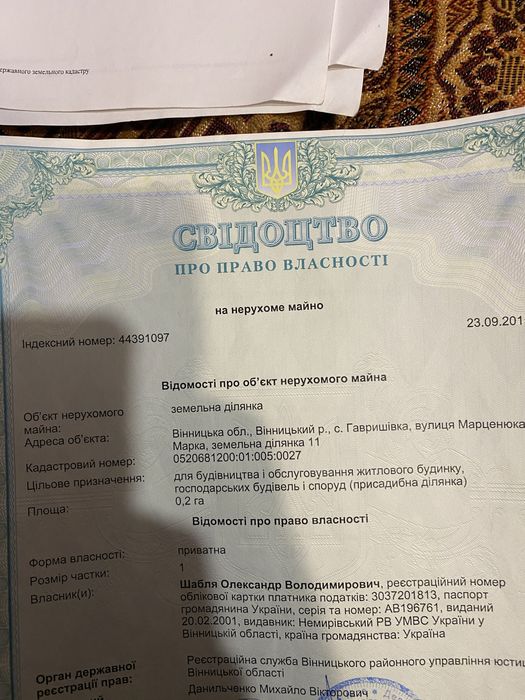 ержавного земельного кадастру
СВІДОЦТВО
ПРО ПРАВО ВЛАСНОСТІ
на нерухоме майно
23.09.201
Індексний номер: 44391097
Відомості про об'єкт нерухомого майна
Об'єкт нерухомого майна: земельна ділянка
Адреса об'єкта: Вінницька обл., Вінницький р., с. Гавришівка, вулиця Марценюка
Марка, земельна ділянка 11
Кадастровий номер: 0520681200:01:005:0027
Цільове призначення: для будівництва і обслуговування житлового будинку,
господарських будівель і споруд (присадибна ділянка)
Площа: 0,2 га
Відомості про право власності
Форма власності: приватна
Розмір частки: 1
Власник(и): Шабля Олександр Володимирович, реєстраційний номер
облікової картки платника податків: 3037201813, паспорт
громадянина України, серія та номер: АВ196761, виданий
20.02.2001, видавник: Немирівський РВ УМВС України у
Вінницькій області, країна громадянства: Україна
Орган державної Реєстраційна служба Вінницького районного управління юстиц
реєстрації прав: Вінницької області
Данильченко Михайло Вікторович